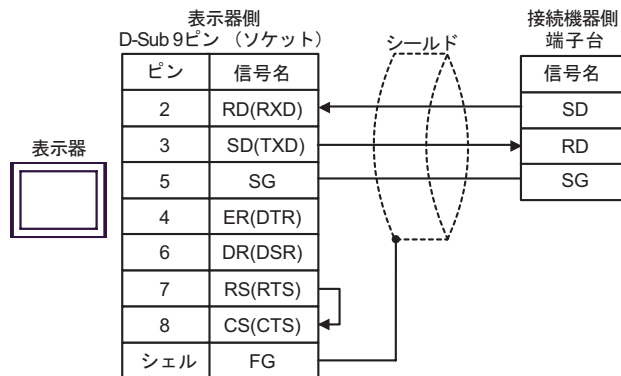 表示器側
D-Sub 9ピン （ソケット）
シールド
接続機器側
端子台
ピン 信号名
信号名
2 RD(RXD)
SD
3 SD(TXD)
RD
表示器
5 SG
SG
4 ER(DTR)
6 DR(DSR)
7 RS(RTS)
8 CS(CTS)
シェル FG